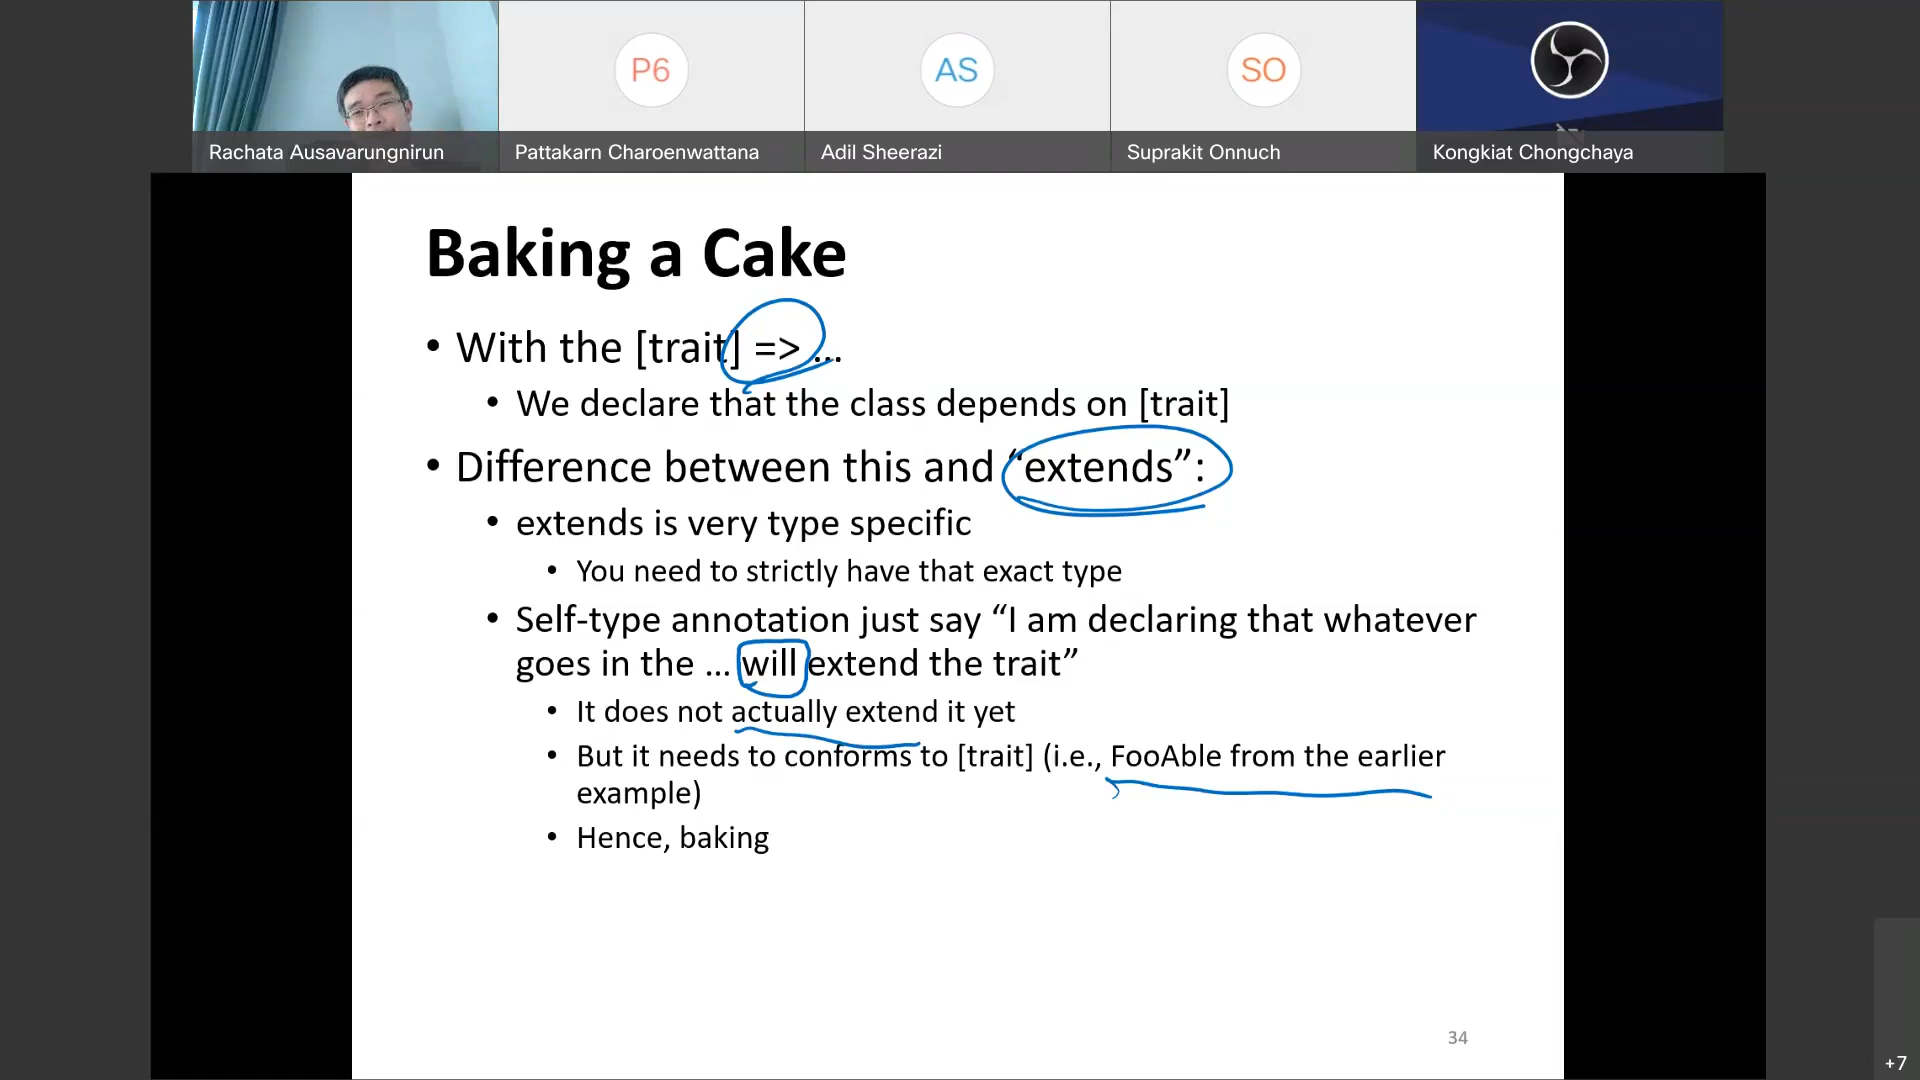 P6
AS
SO
Rachata Ausavarungnirun
Pattakarn Charoenwattana
Adil Sheerazi
Suprakit Onnuch
Kongkiat Chongchaya
Baking a Cake
• With the [trait] => ...
• We declare that the class depends on [trait]
• Difference between this and “extends”:
• extends is very type specific
• You need to strictly have that exact type
• Self-type annotation just say “I am declaring that whatever
goes in the ... will extend the trait”
• It does not actually extend it yet
• But it needs to conforms to [trait] (i.e., FooAble from the earlier
example)
• Hence, baking
34
+7